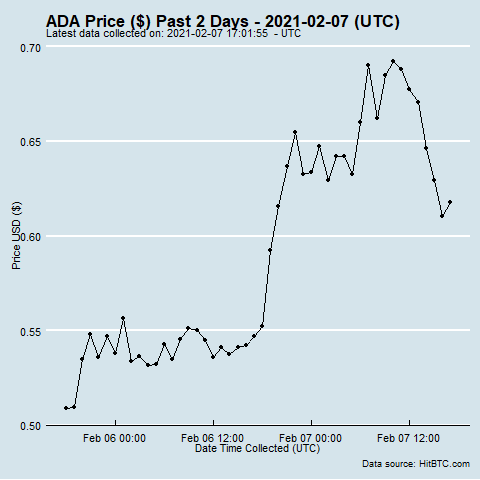 ADA Price ($) Past 2 Days - 2021-02-07 (UTC)
Latest data collected on: 2021-02-07 17:01:55 - UTC
0.70
0.65
0.60
0.55
0.50
Price USD ($)
Feb 06 00:00
Feb 06 12:00
Feb 07 00:00
Feb 07 12:00
Date Time Collected (UTC)
Data source: HitBTC.com